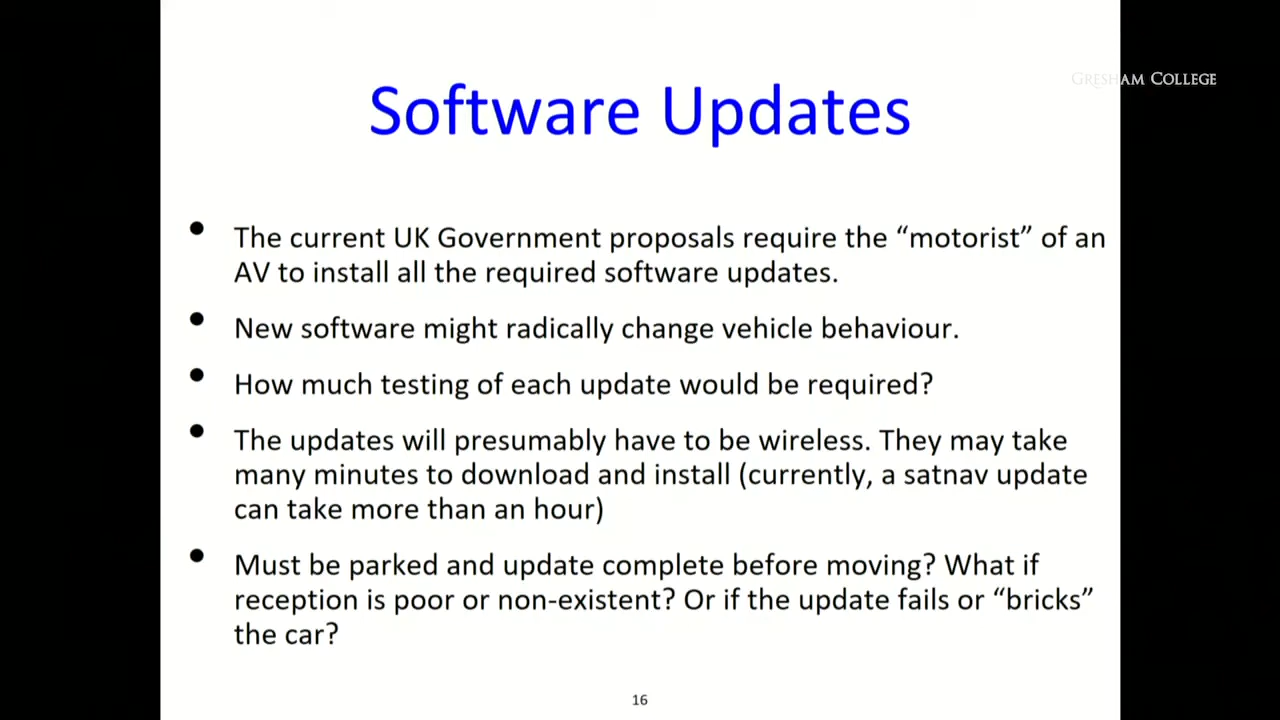 GRESHAM COLLEGE
Software Updates
• The current UK Government proposals require the “motorist” of an
AV to install all the required software updates.
• New software might radically change vehicle behaviour.
• How much testing of each update would be required?
• The updates will presumably have to be wireless. They may take
many minutes to download and install (currently, a satnav update
can take more than an hour)
• Must be parked and update complete before moving? What if
reception is poor or non-existent? Or if the update fails or “bricks”
the car?
16